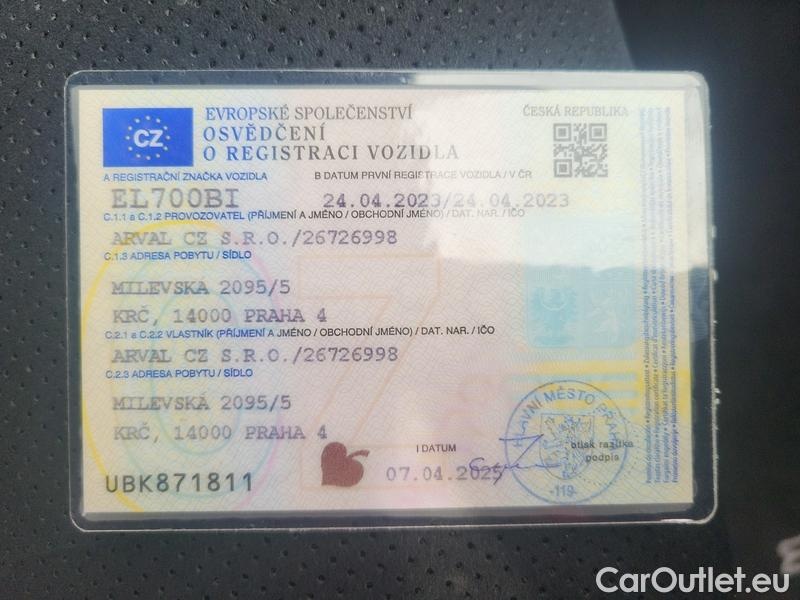 CZ
EVROPSKÉ SPOLEČENSTVÍ
ČESKÁ REPUBLIKA
OSVĚDČENÍ
O REGISTRACI VOZIDLA
A REGISTRAČNÍ ZNAČKA VOZIDLA
B DATUM PRVNÍ REGISTRACE VOZIDLA / V ČR
EL700BI
24.04.2023/24.04.2023
C.1.1 a C.1.2 PROVOZOVATEL (PŘÍJMENÍ A JMÉNO / OBCHODNÍ JMÉNO) / DAT. NAR. / IČO
ARVAL CZ S.R.O./26726998
C.1.3 ADRESA POBYTU / SÍDLO
MILEVSKÁ 2095/5
KRČ, 14000 PRAHA 4
C.2.1 a C.2.2 VLASTNÍK (PŘÍJMENÍ A JMÉNO / OBCHODNÍ JMÉNO) / DAT. NAR. / IČO
ARVAL CZ S.R.O./26726998
C.2.3 ADRESA POBYTU / SÍDLO
MILEVSKÁ 2095/5
KRČ, 14000 PRAHA 4
I DATUM
07.04.2025
UBK871811
HLAVNÍ MĚSTO PRAHA
otisk razítka
podpis
-119-
CarOutlet.eu